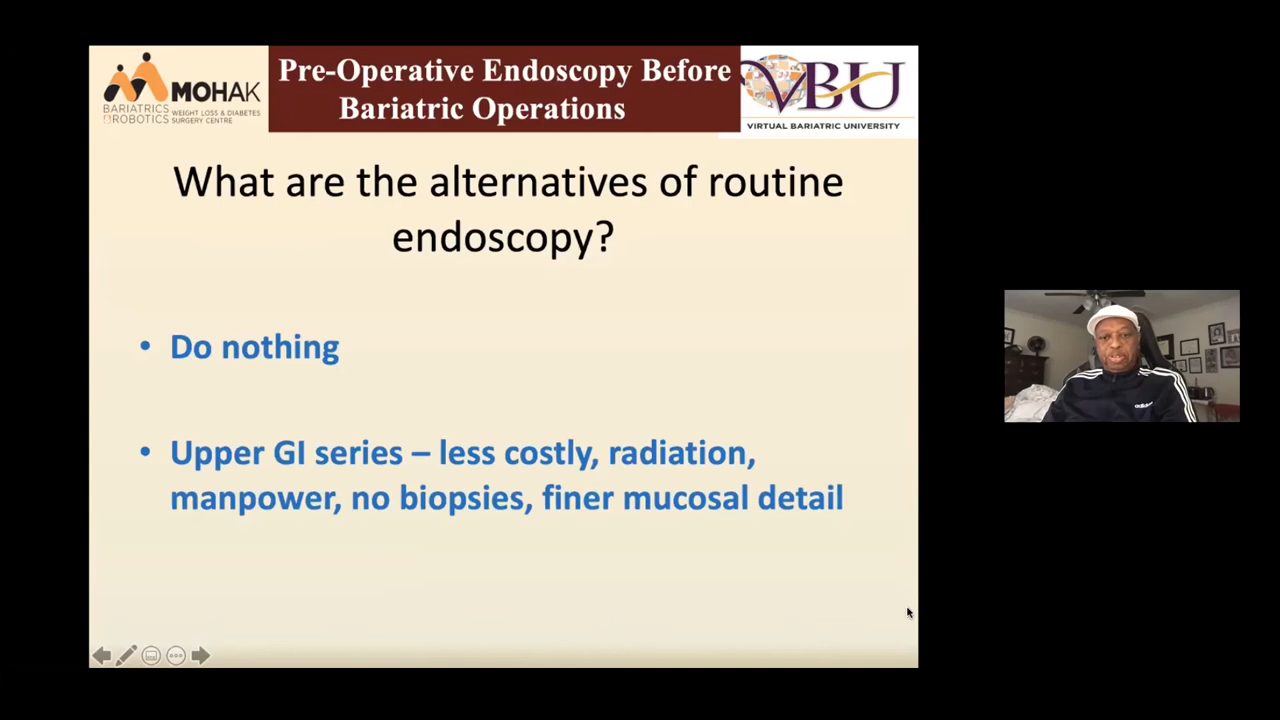 MOHAK
BARIATRICS
& ROBOTICS
WEIGHT LOSS & DIABETES
SURGERY CENTRE
Pre-Operative Endoscopy Before
Bariatric Operations
VBU
VIRTUAL BARIATRIC UNIVERSITY
What are the alternatives of routine
endoscopy?
• Do nothing
• Upper GI series – less costly, radiation,
manpower, no biopsies, finer mucosal detail
adidas